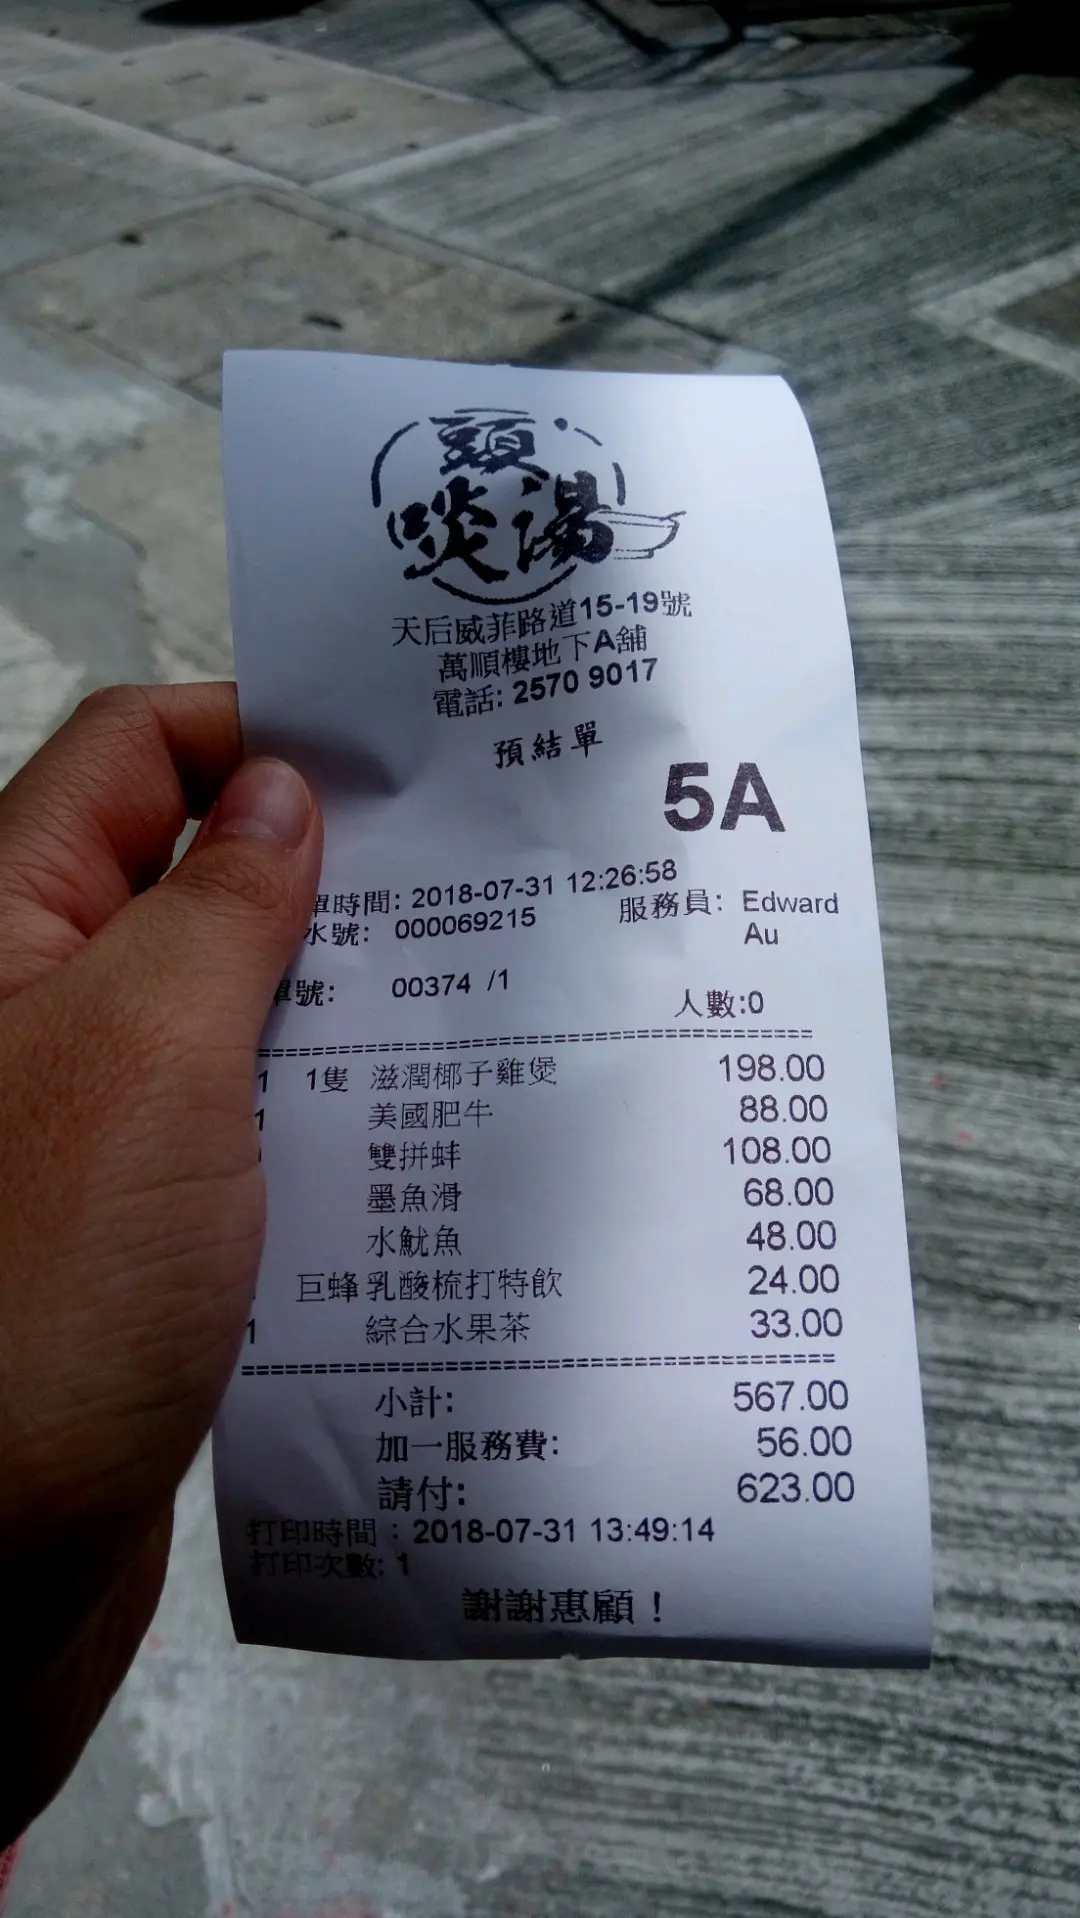 頭啖湯
天后威菲路道15-19號
萬順樓地下A舖
電話: 2570 9017
預結單
5A
單時間: 2018-07-31 12:26:58
水號: 000069215 服務員: Edward Au
單號: 00374 /1
人數:0
1 1隻 滋潤椰子雞煲 198.00
1 美國肥牛 88.00
雙拼蚌 108.00
墨魚滑 68.00
水魷魚 48.00
巨蜂乳酸梳打特飲 24.00
1 綜合水果茶 33.00
小計: 567.00
加一服務費: 56.00
請付: 623.00
打印時間 : 2018-07-31 13:49:14
打印次數: 1
謝謝惠顧！